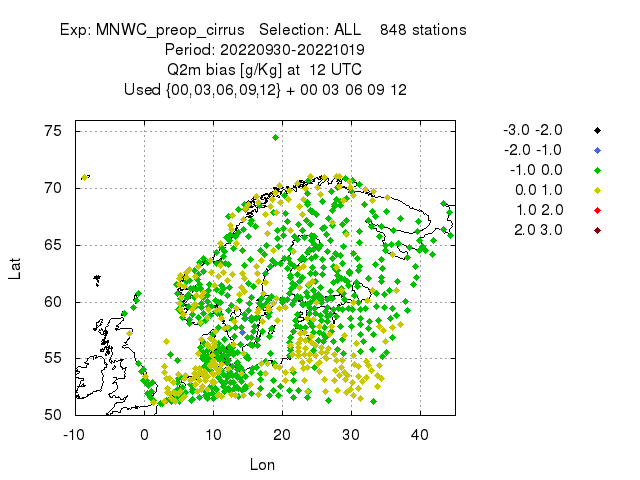 Exp: MNWC_preop_cirrus   Selection: ALL    848 stations
Period: 20220930-20221019
Q2m bias [g/Kg] at  12 UTC
Used {00,03,06,09,12} + 00 03 06 09 12
-3.0 -2.0
-2.0 -1.0
-1.0 0.0
0.0 1.0
1.0 2.0
2.0 3.0
75
70
65
60
55
50
Lat
-10 0 10 20 30 40
Lon